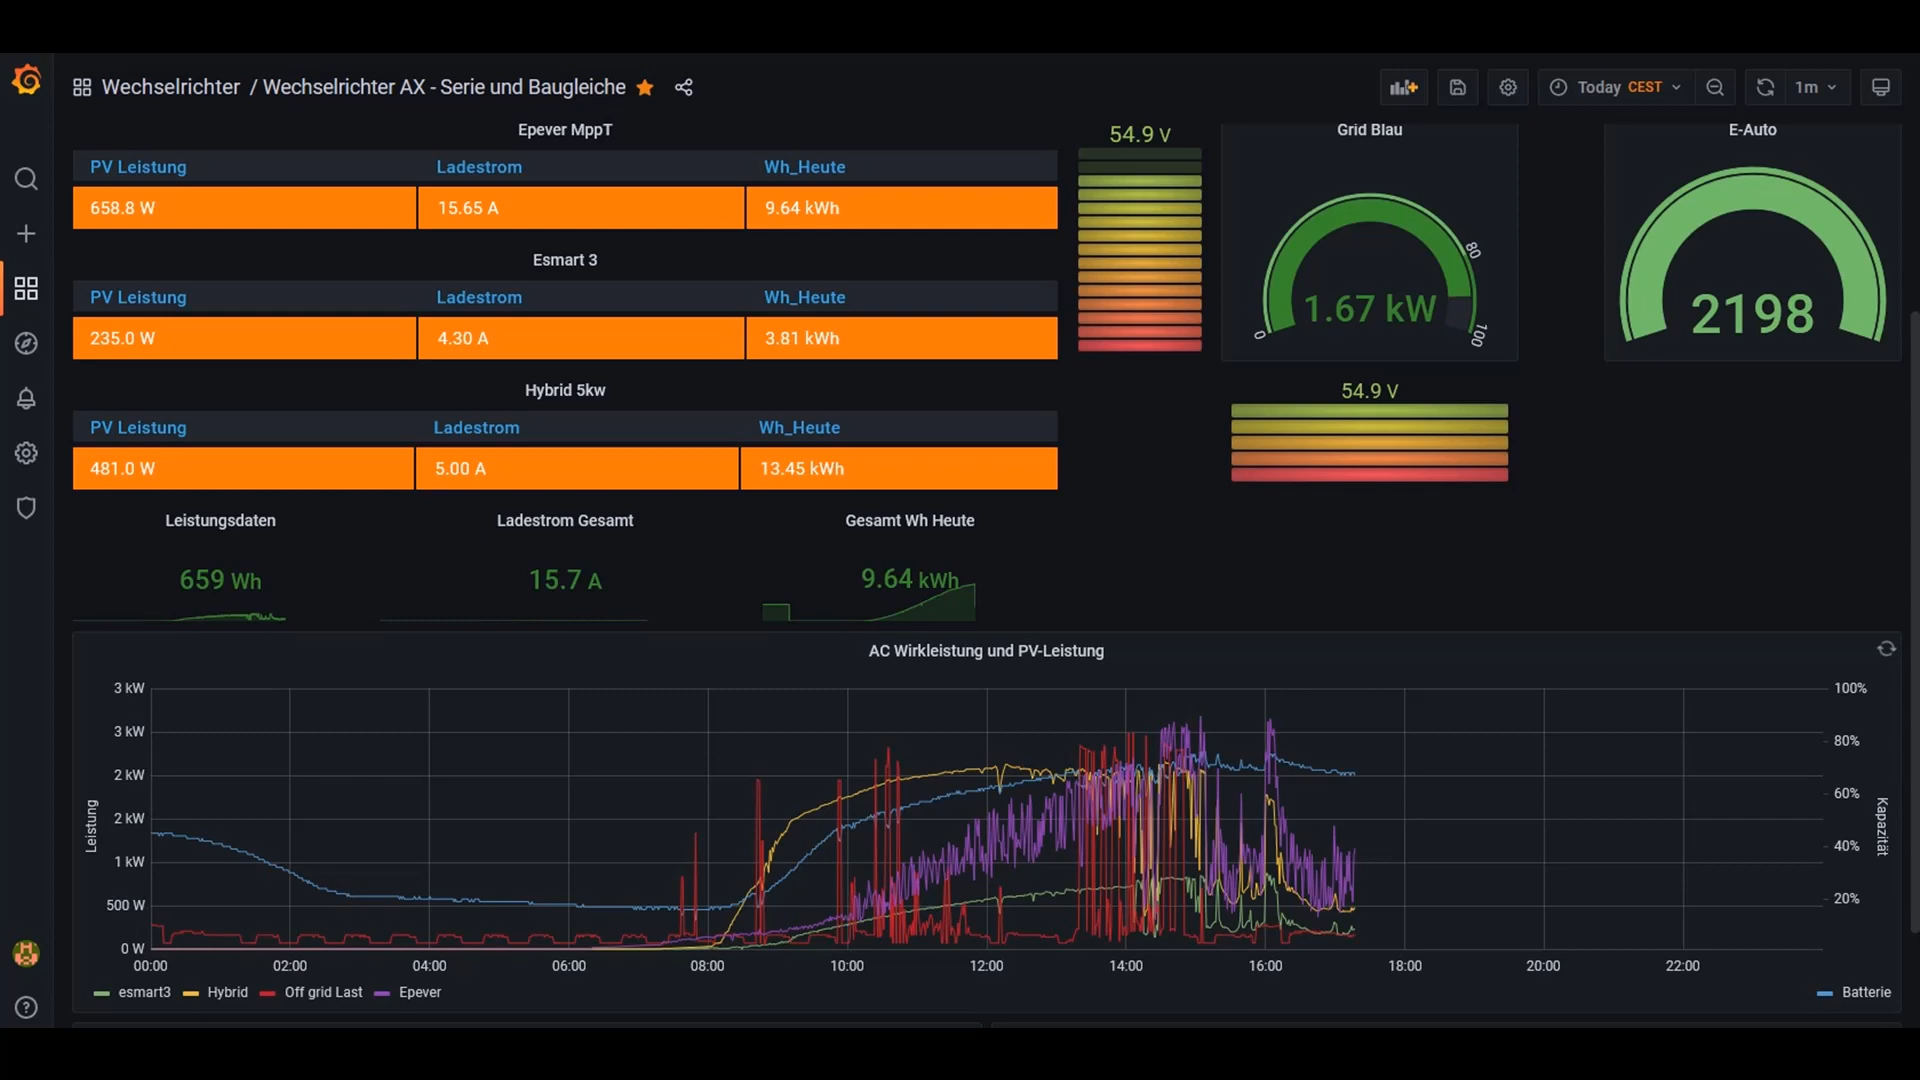 Wechselrichter / Wechselrichter AX - Serie und Baugleiche
Today CEST
1m
Epever MppT
PV Leistung Ladestrom Wh_Heute
658.8 W 15.65 A 9.64 kWh
Esmart 3
PV Leistung Ladestrom Wh_Heute
235.0 W 4.30 A 3.81 kWh
Hybrid 5kw
PV Leistung Ladestrom Wh_Heute
481.0 W 5.00 A 13.45 kWh
54.9 V
Grid Blau
0
80
100
1.67 kW
E-Auto
2198
54.9 V
Leistungsdaten
659 Wh
Ladestrom Gesamt
15.7 A
Gesamt Wh Heute
9.64 kWh
AC Wirkleistung und PV-Leistung
Leistung
3 kW
3 kW
2 kW
2 kW
1 kW
500 W
0 W
100%
80%
60%
40%
20%
Kapazität
00:00 02:00 04:00 06:00 08:00 10:00 12:00 14:00 16:00 18:00 20:00 22:00
esmart3 Hybrid Off grid Last Epever Batterie